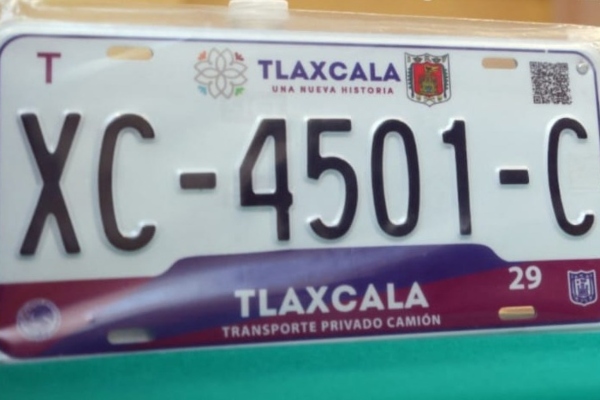 T
TLAXCALA
UNA NUEVA HISTORIA
XC-4501-C
29
TLAXCALA
TRANSPORTE PRIVADO CAMIÓN